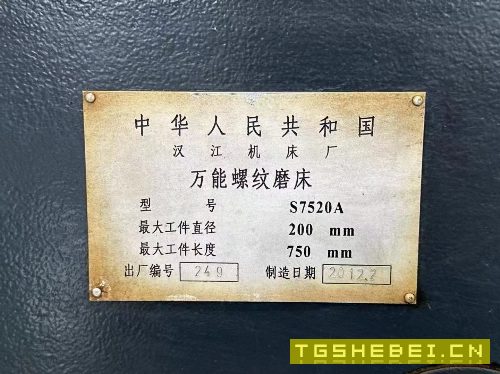 中华人民共和国
汉江机床厂
万能螺纹磨床
型号 S7520A
最大工件直径 200 mm
最大工件长度 750 mm
出厂编号 249 制造日期 2012.2
TGSHEBEI.CN